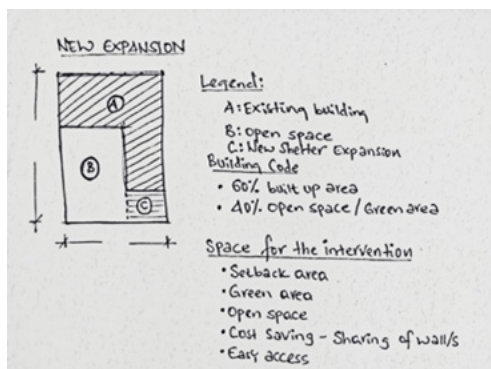 NEW EXPANSION
A
B
C
Legend:
A: Existing building
B: Open space
C: New Shelter Expansion
Building Code
• 60% built up area
• 40% Open space / Green area
Space for the intervention
• Setback area
• Green area
• Open space
• Cost Saving - Sharing of wall/s
• Easy access